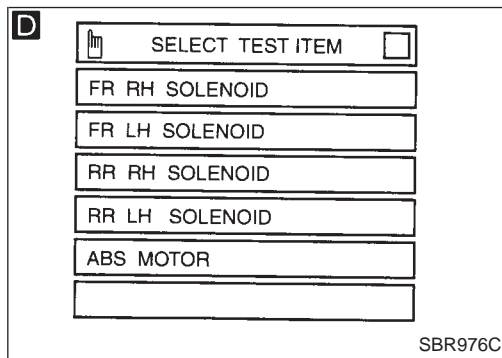 D
SELECT TEST ITEM
FR RH SOLENOID
FR LH SOLENOID
RR RH SOLENOID
RR LH SOLENOID
ABS MOTOR
SBR976C